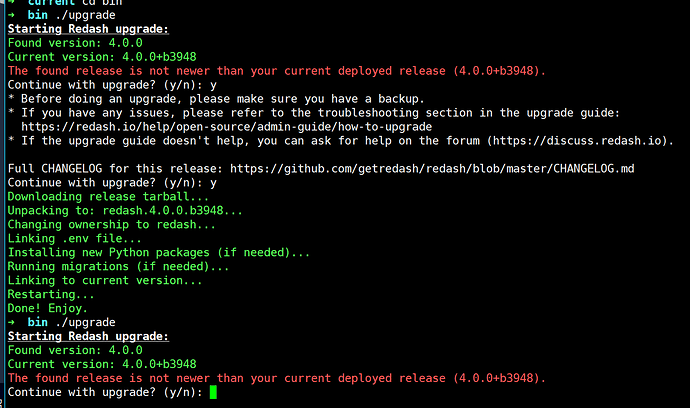 ➜ current cd bin
➜ bin ./upgrade
Starting Redash upgrade:
Found version: 4.0.0
Current version: 4.0.0+b3948
The found release is not newer than your current deployed release (4.0.0+b3948).
Continue with upgrade? (y/n): y
* Before doing an upgrade, please make sure you have a backup.
* If you have any issues, please refer to the troubleshooting section in the upgrade guide:
https://redash.io/help/open-source/admin-guide/how-to-upgrade
* If the upgrade guide doesn't help, you can ask for help on the forum (https://discuss.redash.io).
Full CHANGELOG for this release: https://github.com/getredash/redash/blob/master/CHANGELOG.md
Continue with upgrade? (y/n): y
Downloading release tarball...
Unpacking to: redash.4.0.0.b3948...
Changing ownership to redash...
Linking .env file...
Installing new Python packages (if needed)...
Running migrations (if needed)...
Linking to current version...
Restarting...
Done! Enjoy.
➜ bin ./upgrade
Starting Redash upgrade:
Found version: 4.0.0
Current version: 4.0.0+b3948
The found release is not newer than your current deployed release (4.0.0+b3948).
Continue with upgrade? (y/n):